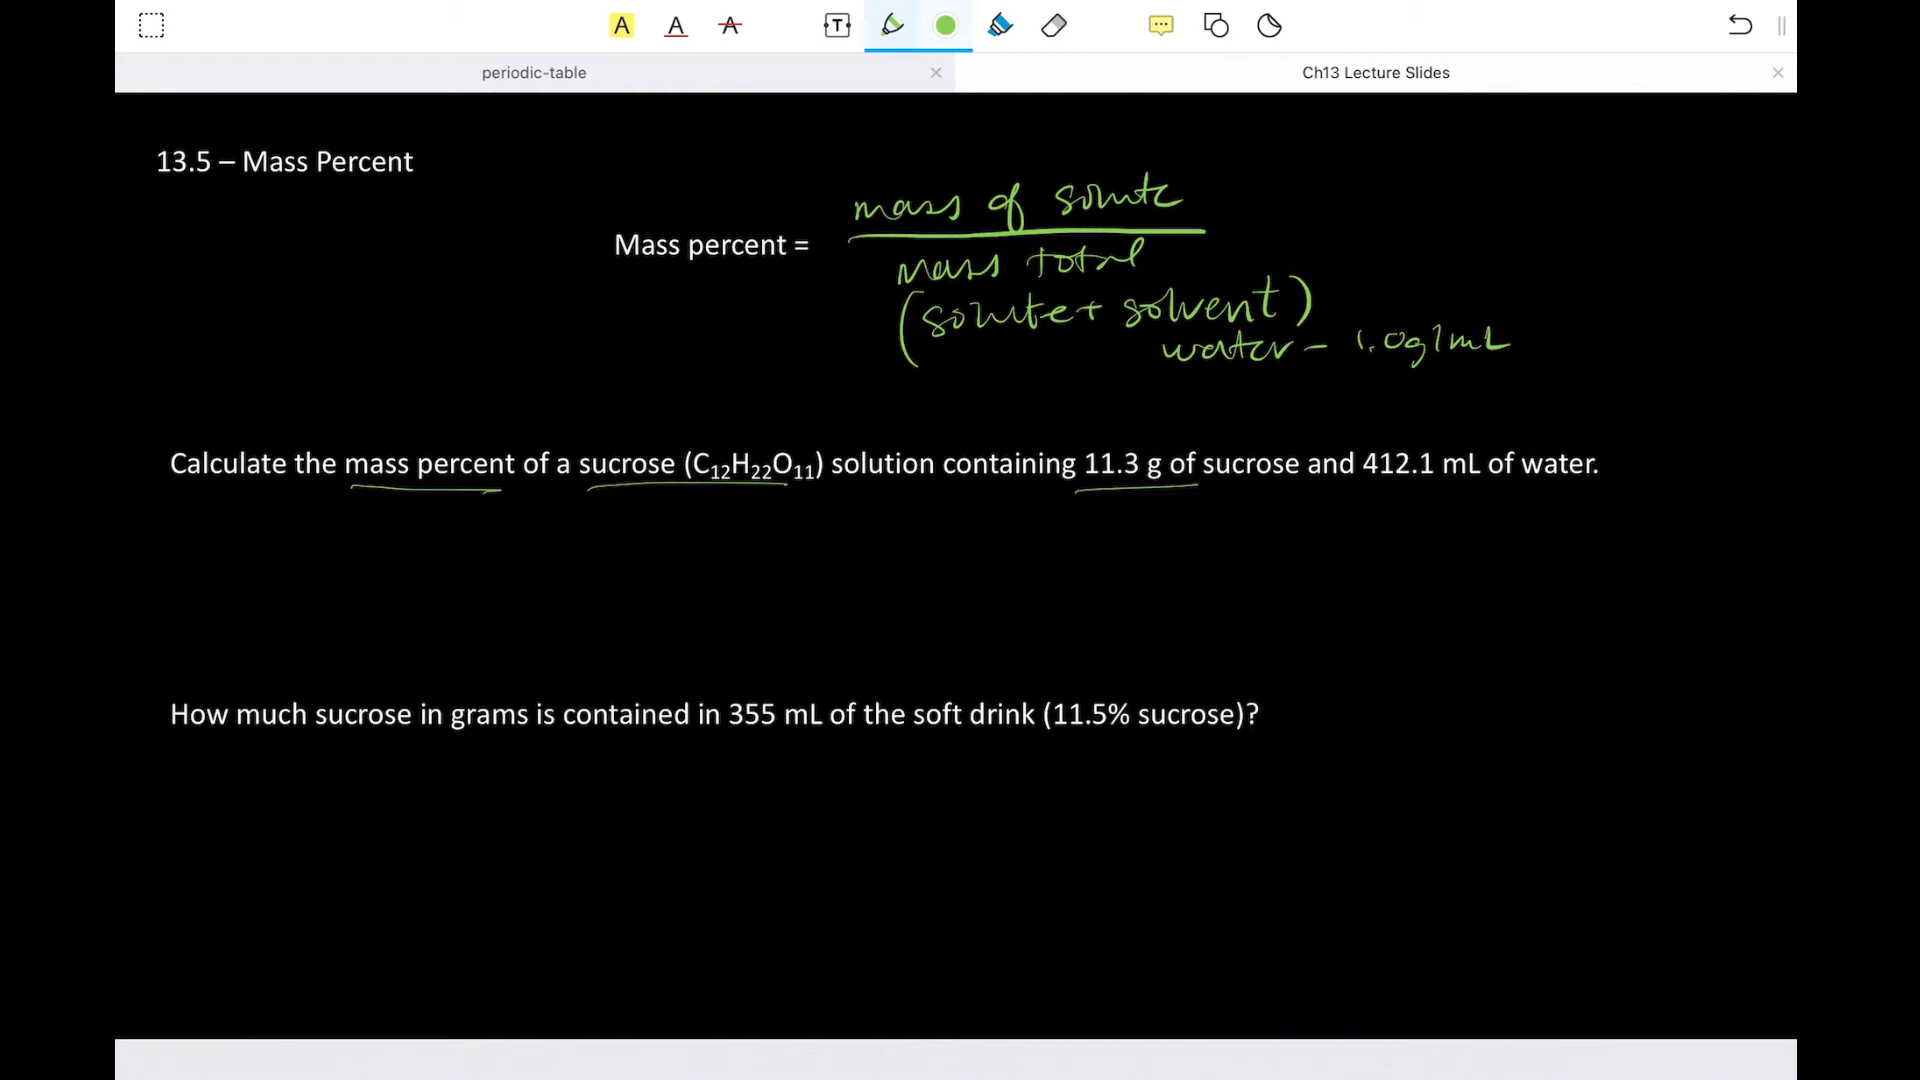 A A A T
periodic-table Ch13 Lecture Slides
13.5 – Mass Percent
mass of solute
Mass percent =
mass total
(solute + solvent)
water – 1.0g/mL
Calculate the mass percent of a sucrose (C₁₂H₂₂O₁₁) solution containing 11.3 g of sucrose and 412.1 mL of water.
How much sucrose in grams is contained in 355 mL of the soft drink (11.5% sucrose)?